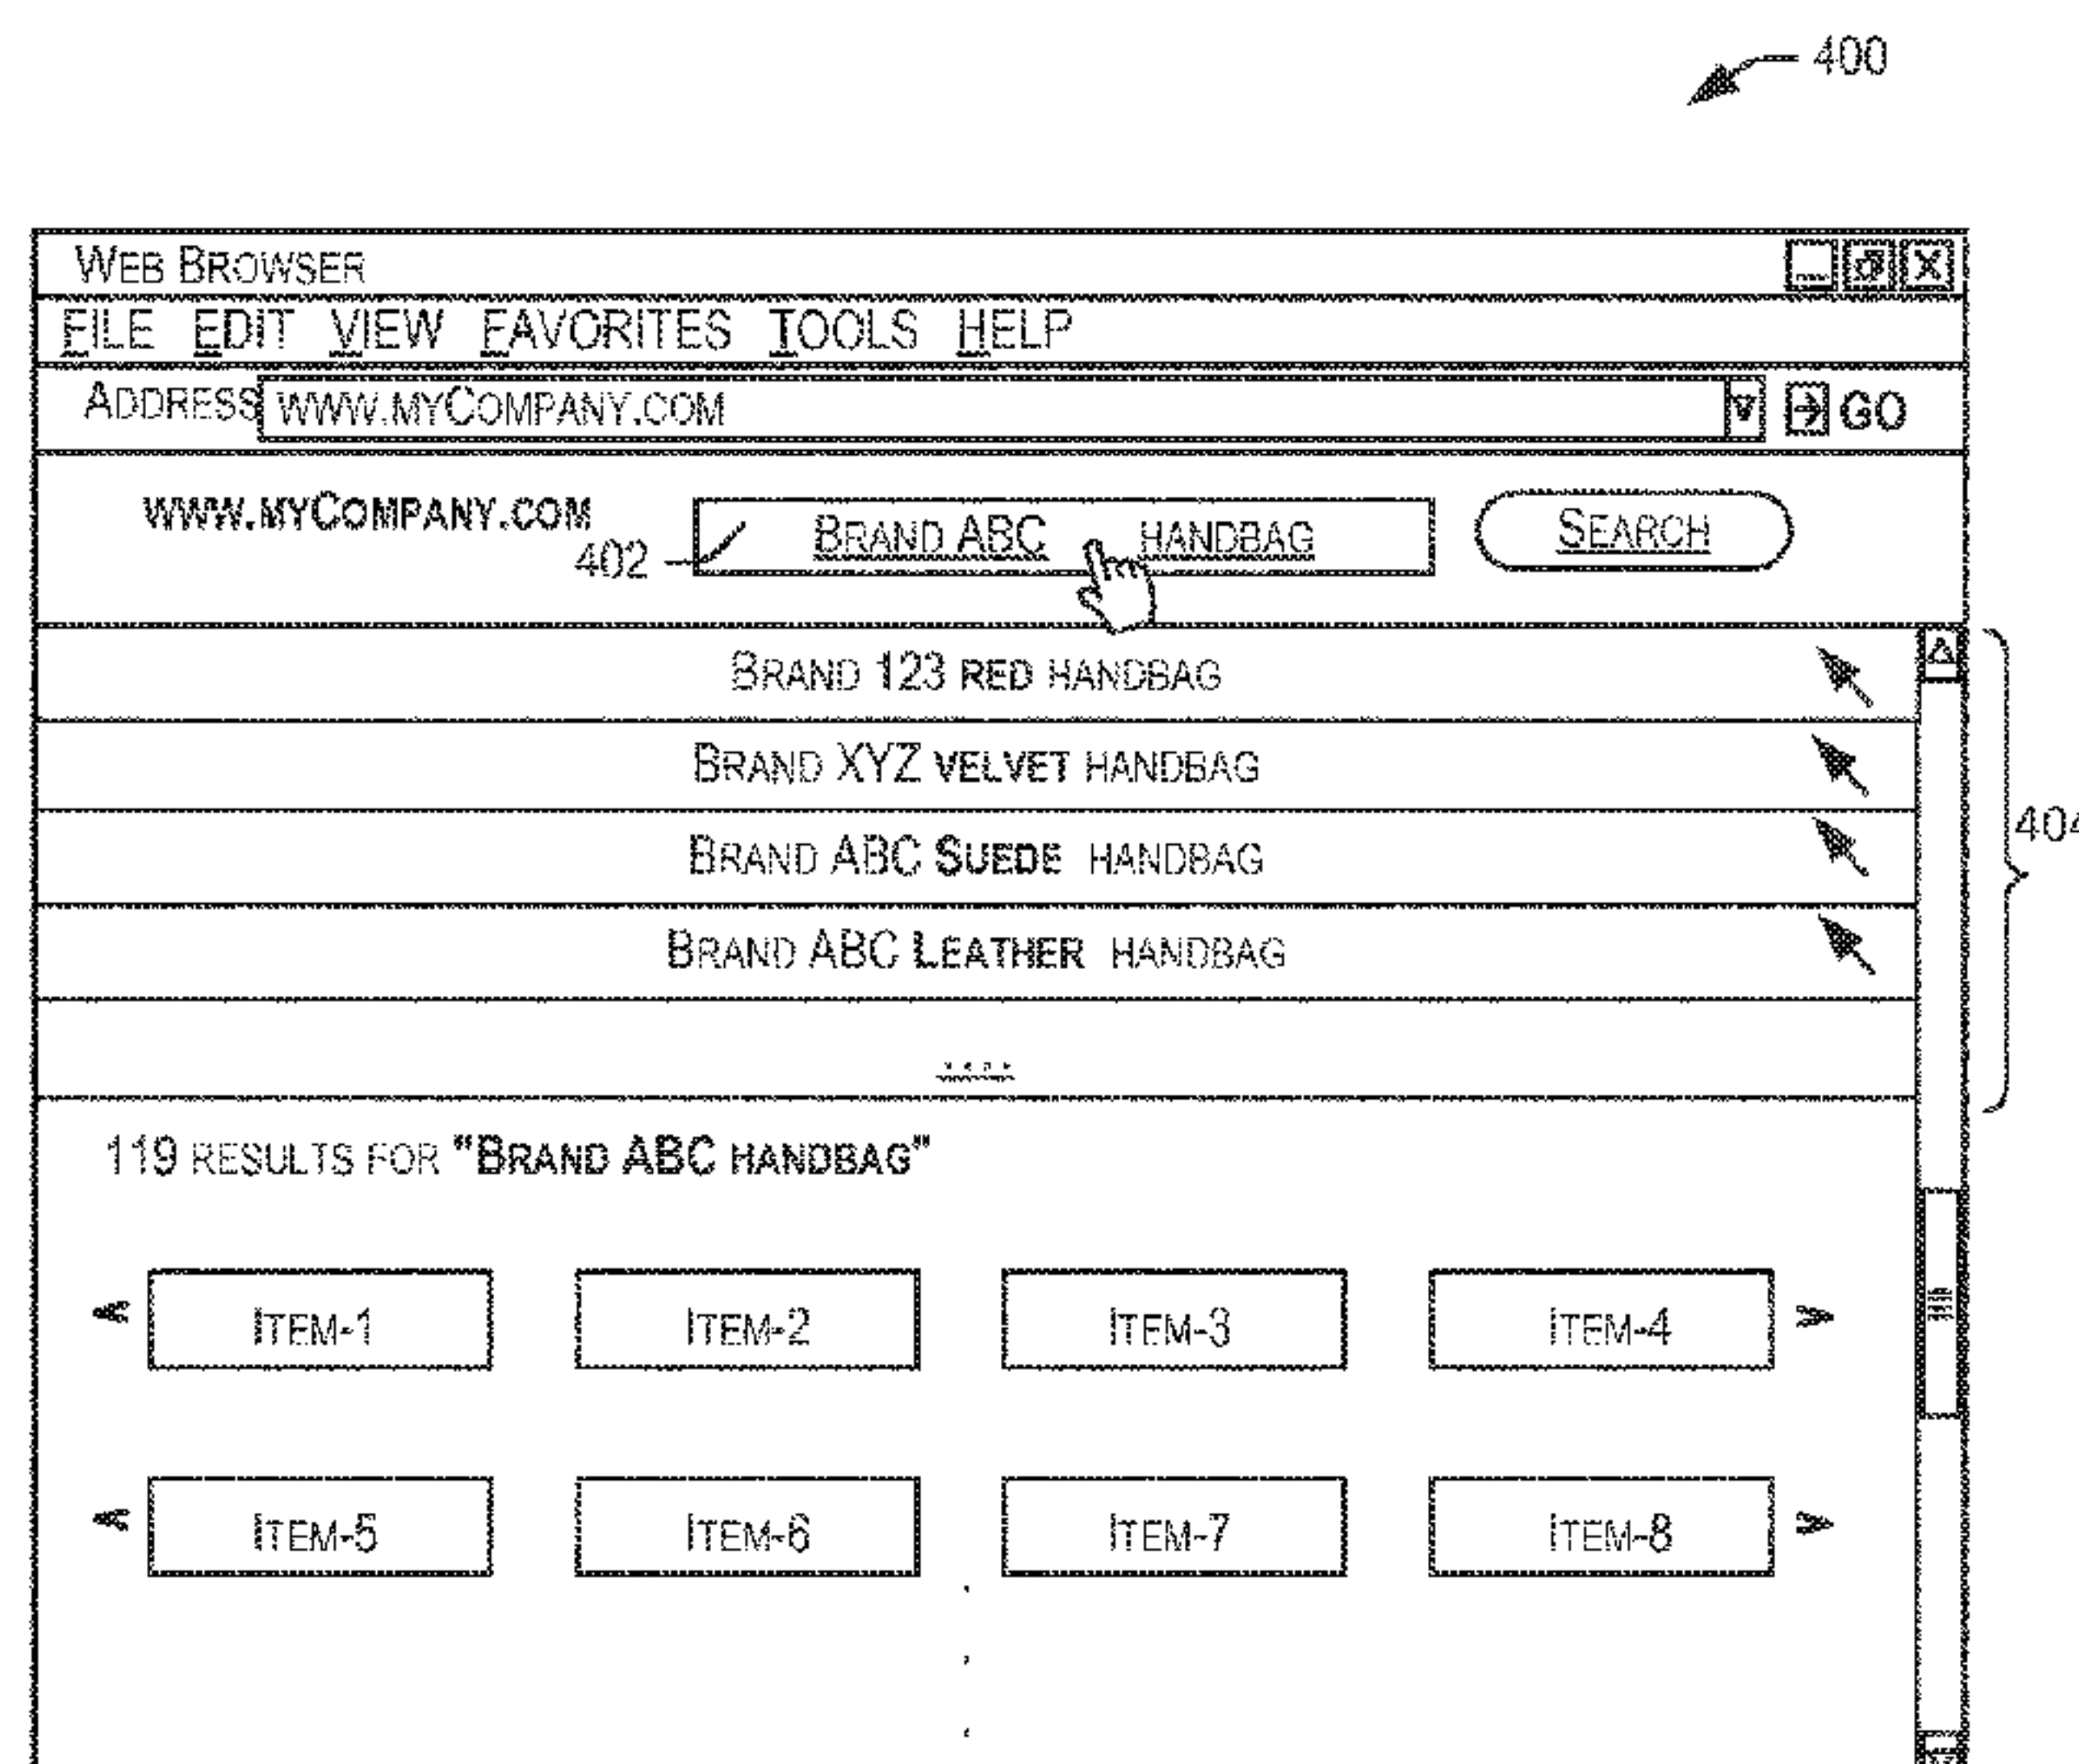 400
WEB BROWSER
FILE EDIT VIEW FAVORITES TOOLS HELP
ADDRESS WWW.MYCOMPANY.COM GO
WWW.MYCOMPANY.COM BRAND ABC HANDBAG SEARCH
402
BRAND 123 RED HANDBAG
BRAND XYZ VELVET HANDBAG
404
BRAND ABC SUEDE HANDBAG
BRAND ABC LEATHER HANDBAG
....
119 RESULTS FOR "BRAND ABC HANDBAG"
ITEM-1 ITEM-2 ITEM-3 ITEM-4
ITEM-5 ITEM-6 ITEM-7 ITEM-8